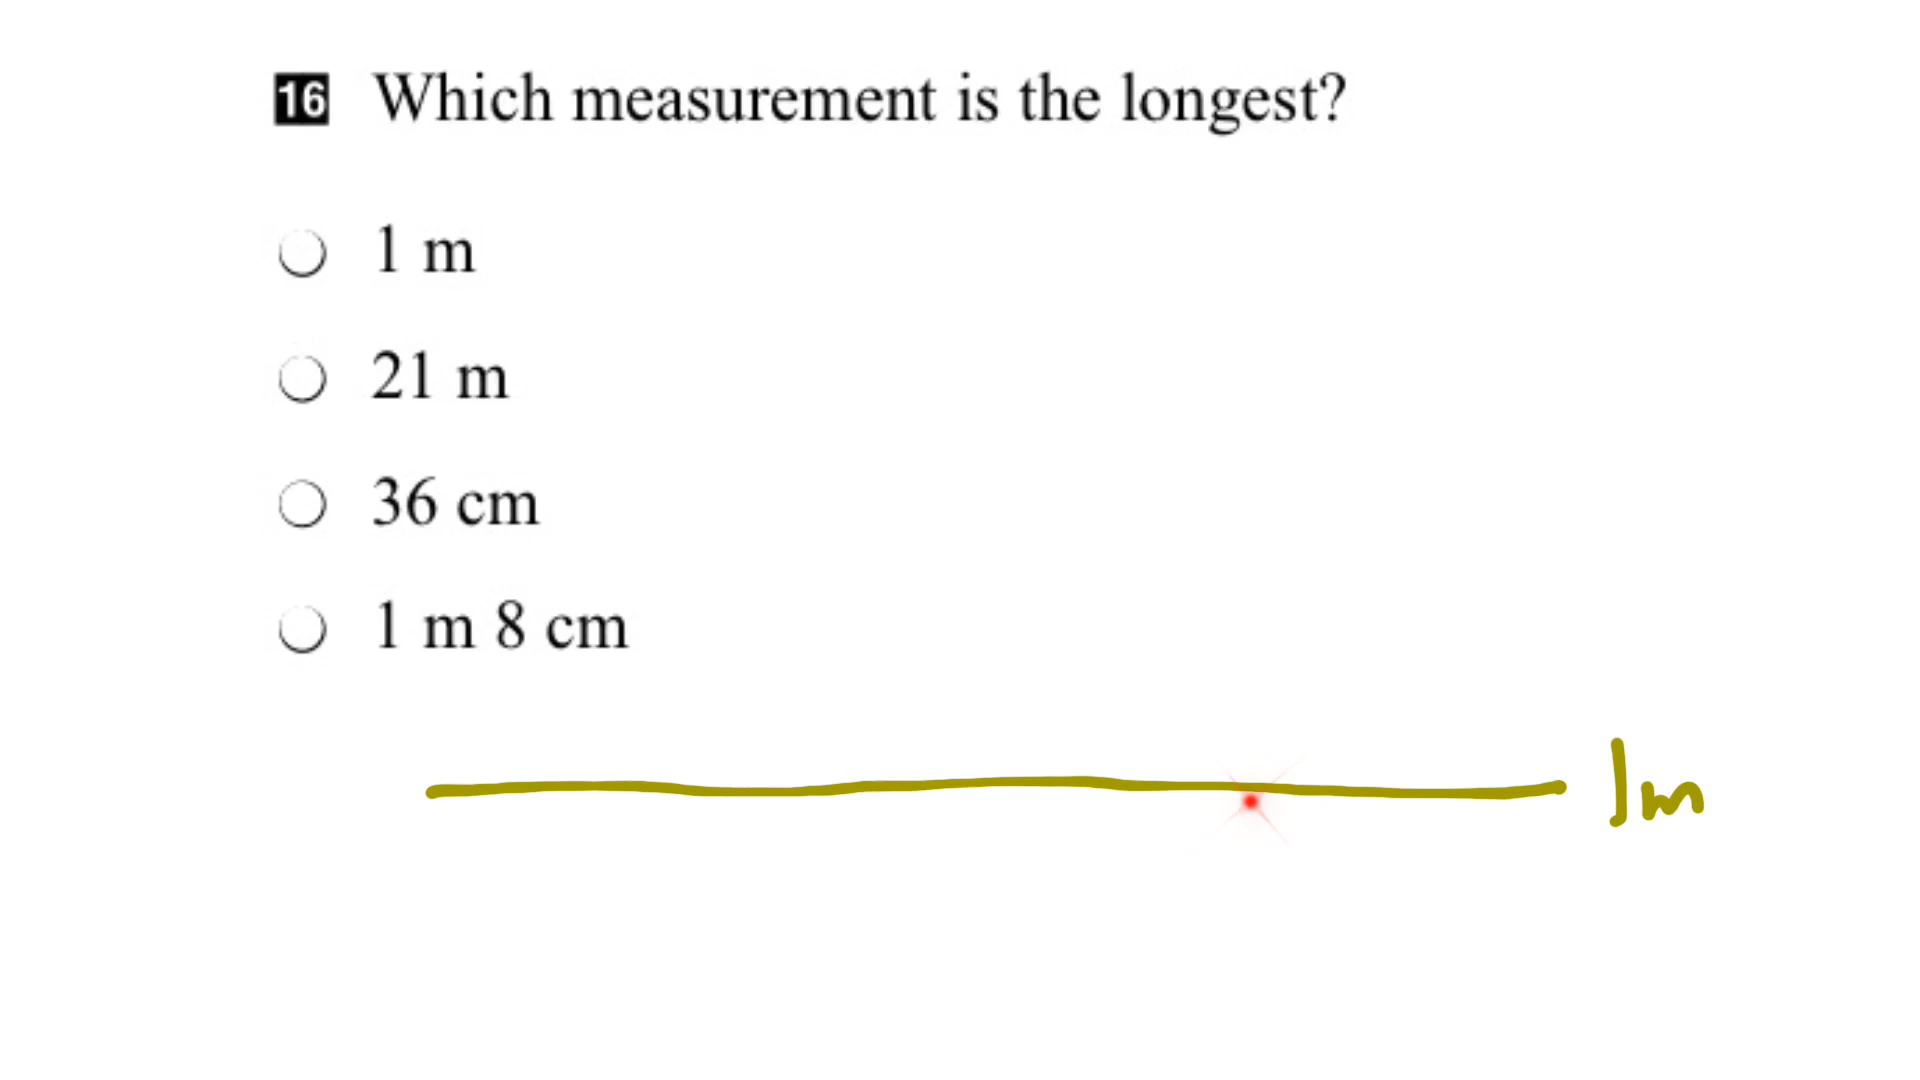 16 Which measurement is the longest?
1 m
21 m
36 cm
1 m 8 cm
1m